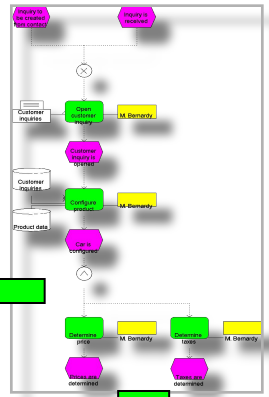 Inquiry to
be created
from contact
Inquiry is
received
Open
customer
inquiry
M. Bernardy
Customer
inquiries
Customer
inquiry is
opened
Customer
inquiries
Configure
product
M. Bernardy
Product data
Car is
configured
Determine
price
M. Bernardy
Determine
taxes
M. Bernardy
Prices are
determined
Taxes are
determined